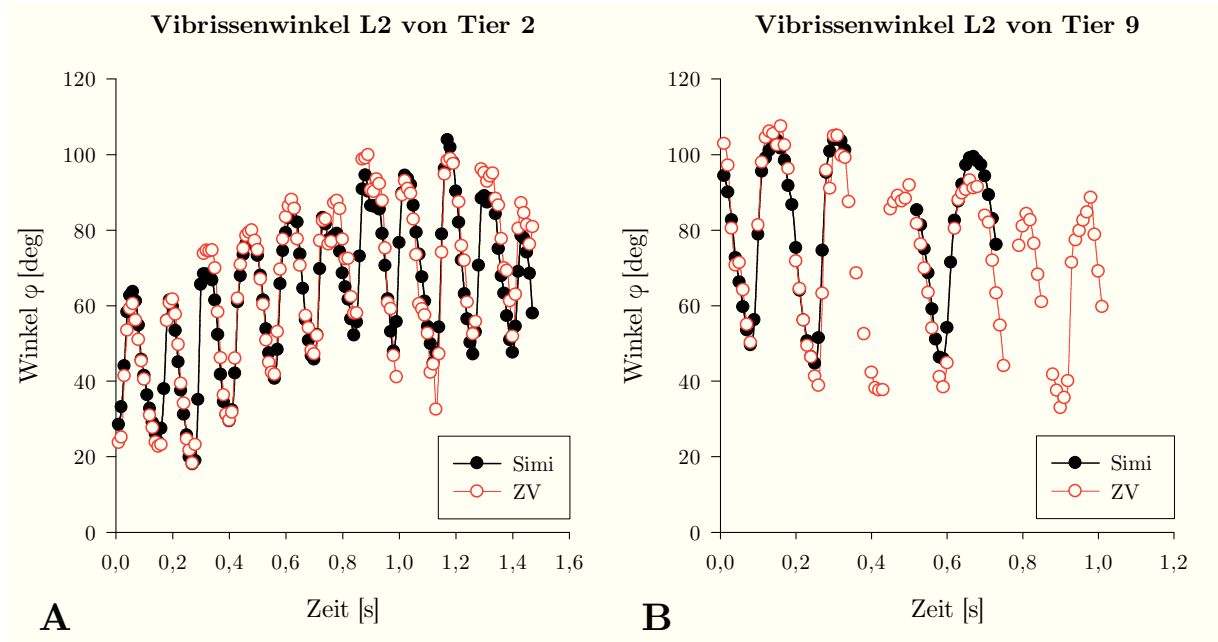 Vibrissenwinkel L2 von Tier 2
120
100
80
60
40
20
0
Winkel φ [deg]
0,0 0,2 0,4 0,6 0,8 1,0 1,2 1,4 1,6
Zeit [s]
Simi
ZV
A
Vibrissenwinkel L2 von Tier 9
120
100
80
60
40
20
0
Winkel φ [deg]
0,0 0,2 0,4 0,6 0,8 1,0 1,2
Zeit [s]
Simi
ZV
B